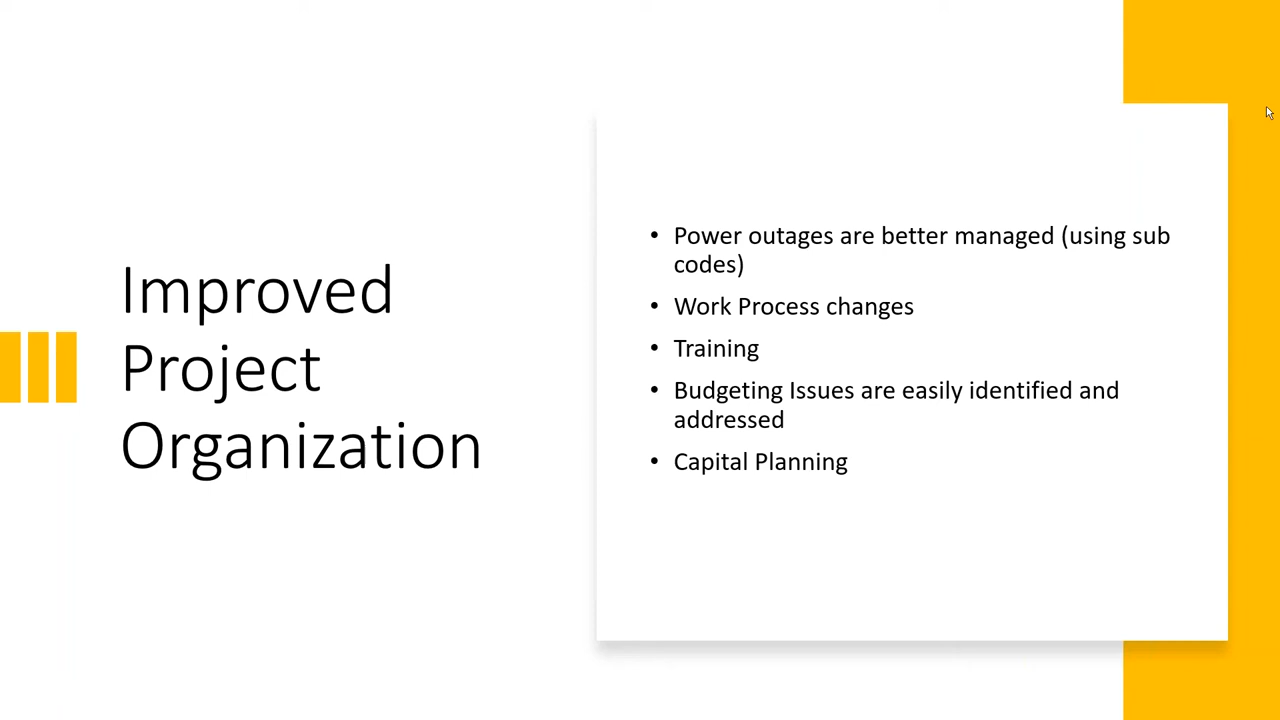 Improved
Project
Organization
• Power outages are better managed (using sub
codes)
• Work Process changes
• Training
• Budgeting Issues are easily identified and
addressed
• Capital Planning